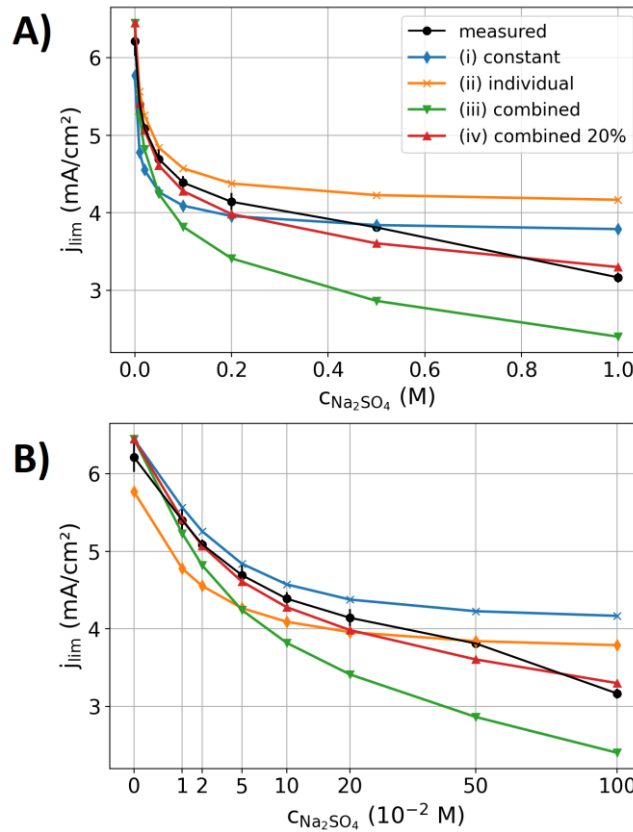 A)
6
5
4
3
j_lim (mA/cm²)
measured
(i) constant
(ii) individual
(iii) combined
(iv) combined 20%
0.0 0.2 0.4 0.6 0.8 1.0
c_Na₂SO₄ (M)
B)
6
5
4
3
j_lim (mA/cm²)
0 1 2 5 10 20 50 100
c_Na₂SO₄ (10⁻² M)